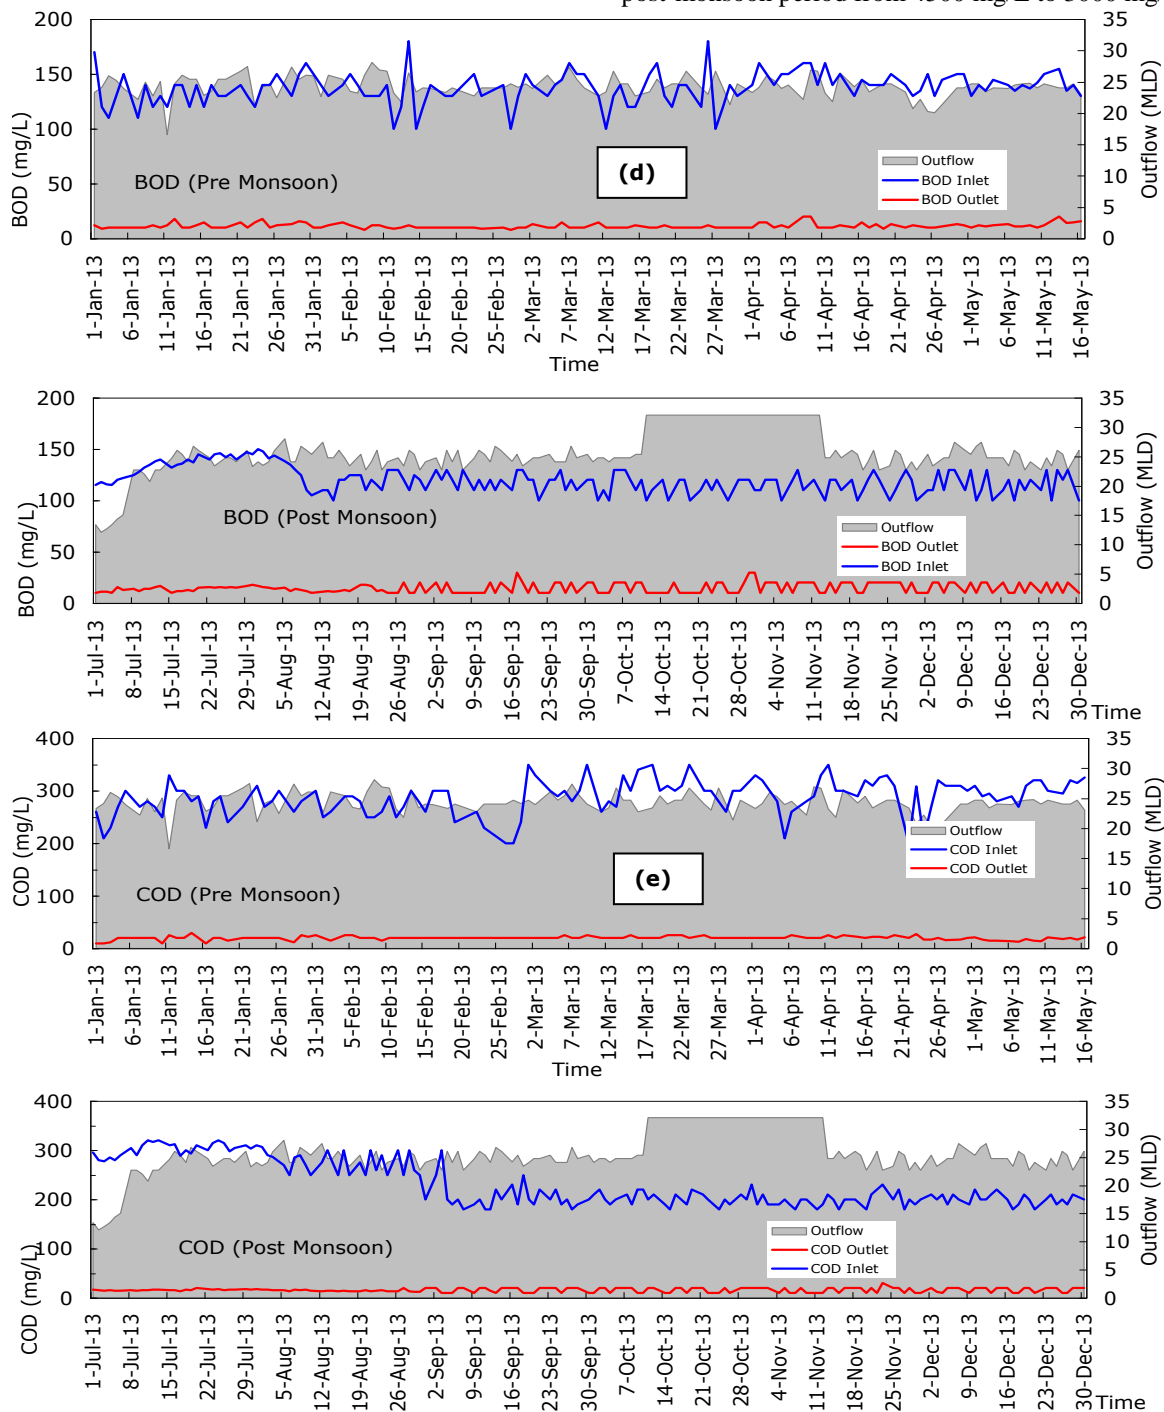 post-monsoon period from mg/L to mg/
200
150
100
50
0
BOD (mg/L)
35
30
25
20
15
10
5
0
Outflow (MLD)
BOD (Pre Monsoon)
(d)
Outflow
BOD Inlet
BOD Outlet
1-Jan-13
6-Jan-13
11-Jan-13
16-Jan-13
21-Jan-13
26-Jan-13
31-Jan-13
5-Feb-13
10-Feb-13
15-Feb-13
20-Feb-13
25-Feb-13
2-Mar-13
7-Mar-13
12-Mar-13
17-Mar-13
22-Mar-13
27-Mar-13
1-Apr-13
6-Apr-13
11-Apr-13
16-Apr-13
21-Apr-13
26-Apr-13
1-May-13
6-May-13
11-May-13
16-May-13
Time
200
150
100
50
0
BOD (mg/L)
35
30
25
20
15
10
5
0
Outflow (MLD)
BOD (Post Monsoon)
Outflow
BOD Outlet
BOD Inlet
1-Jul-13
8-Jul-13
15-Jul-13
22-Jul-13
29-Jul-13
5-Aug-13
12-Aug-13
19-Aug-13
26-Aug-13
2-Sep-13
9-Sep-13
16-Sep-13
23-Sep-13
30-Sep-13
7-Oct-13
14-Oct-13
21-Oct-13
28-Oct-13
4-Nov-13
11-Nov-13
18-Nov-13
25-Nov-13
2-Dec-13
9-Dec-13
16-Dec-13
23-Dec-13
30-Dec-13
Time
400
300
200
100
0
COD (mg/L)
35
30
25
20
15
10
5
0
Outflow (MLD)
COD (Pre Monsoon)
(e)
Outflow
COD Inlet
COD Outlet
1-Jan-13
6-Jan-13
11-Jan-13
16-Jan-13
21-Jan-13
26-Jan-13
31-Jan-13
5-Feb-13
10-Feb-13
15-Feb-13
20-Feb-13
25-Feb-13
2-Mar-13
7-Mar-13
12-Mar-13
17-Mar-13
22-Mar-13
27-Mar-13
1-Apr-13
6-Apr-13
11-Apr-13
16-Apr-13
21-Apr-13
26-Apr-13
1-May-13
6-May-13
11-May-13
16-May-13
Time
400
300
200
100
0
COD (mg/L)
35
30
25
20
15
10
5
0
Outflow (MLD)
COD (Post Monsoon)
Outflow
COD Outlet
COD Inlet
1-Jul-13
8-Jul-13
15-Jul-13
22-Jul-13
29-Jul-13
5-Aug-13
12-Aug-13
19-Aug-13
26-Aug-13
2-Sep-13
9-Sep-13
16-Sep-13
23-Sep-13
30-Sep-13
7-Oct-13
14-Oct-13
21-Oct-13
28-Oct-13
4-Nov-13
11-Nov-13
18-Nov-13
25-Nov-13
2-Dec-13
9-Dec-13
16-Dec-13
23-Dec-13
30-Dec-13
Time